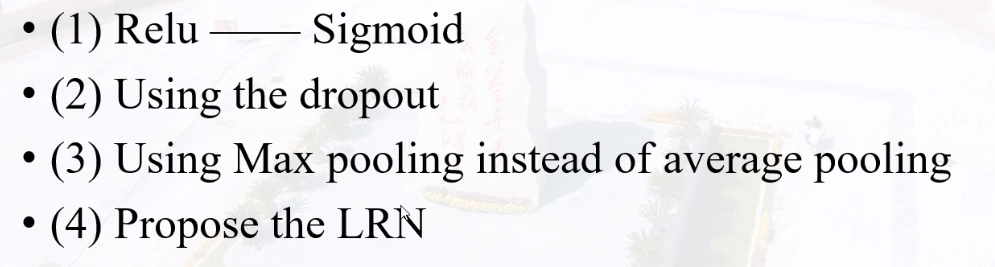 • (1) Relu —— Sigmoid
• (2) Using the dropout
• (3) Using Max pooling instead of average pooling
• (4) Propose the LRN